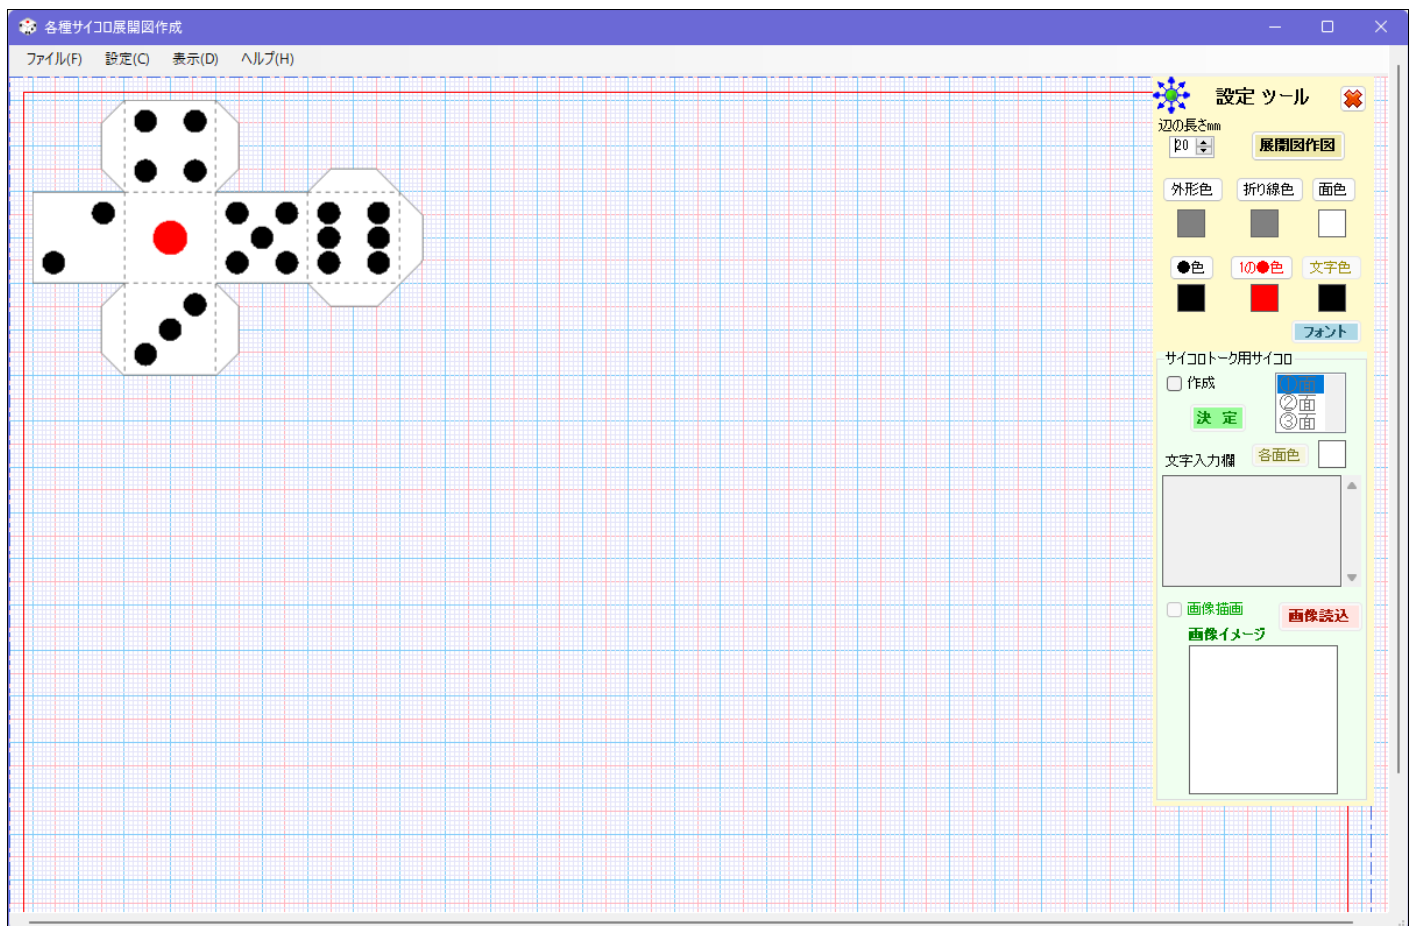 各種サイコロ展開図作成
ファイル(F) 設定(C) 表示(D) ヘルプ(H)
設定 ツール
辺の長さmm
20
展開図作図
外形色 折り線色 面色
●色 1の●色 文字色
フォント
サイコロトーク用サイコロ
作成
①面
②面
③面
決 定
文字入力欄
各面色
画像描画
画像読込
画像イメージ